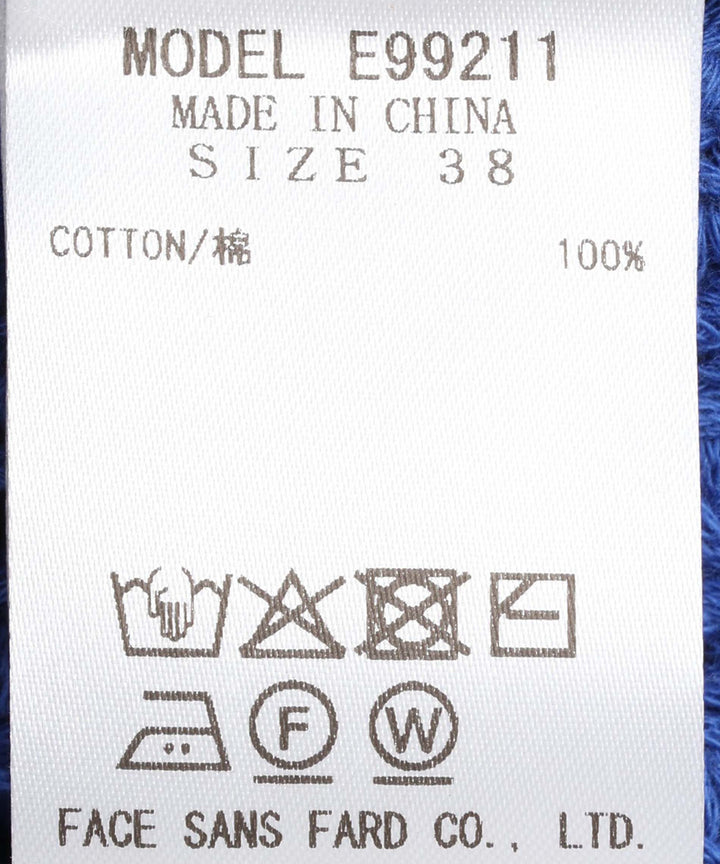 MODEL E99211
MADE IN CHINA
SIZE 38
COTTON/棉 100%
F W
FACE SANS FARD CO., LTD.